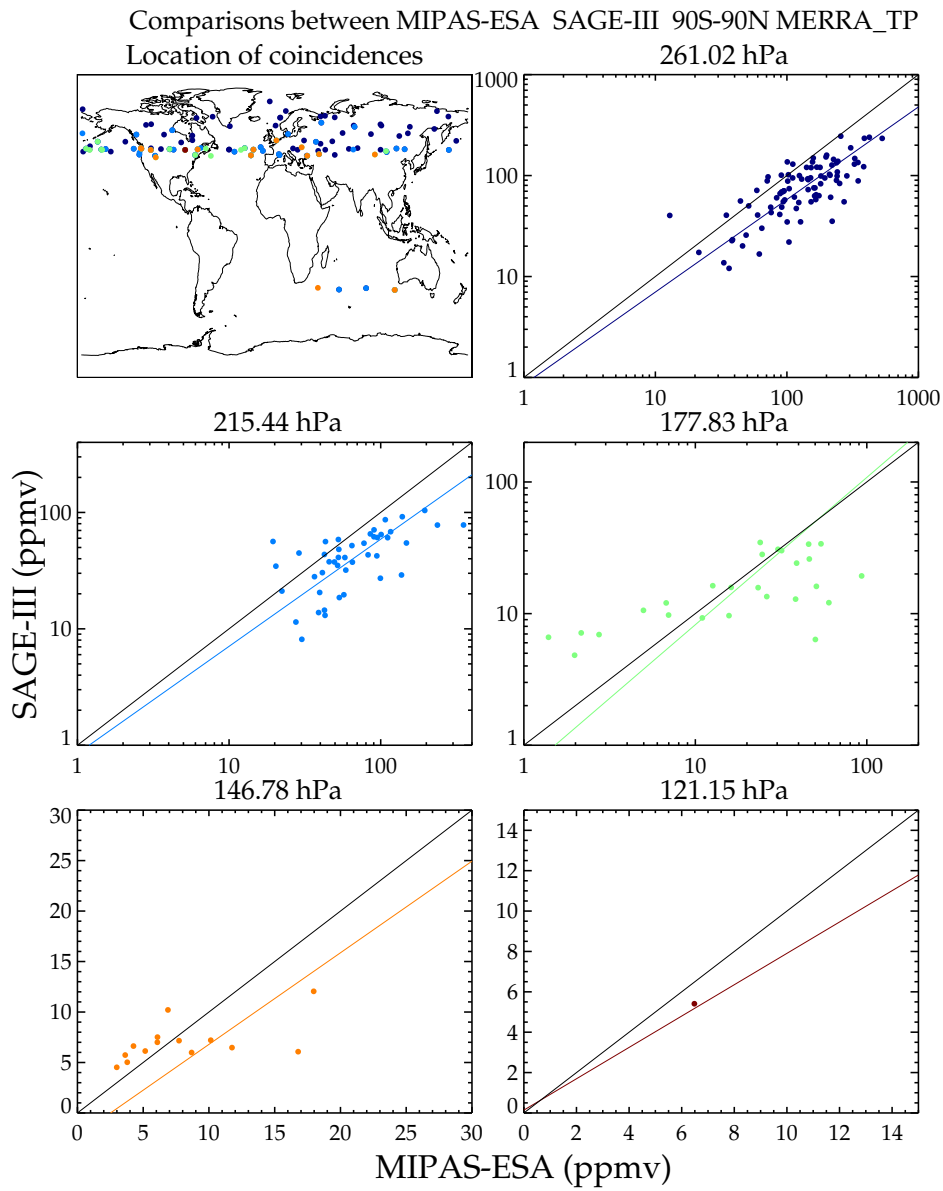 Comparisons between MIPAS-ESA SAGE-III 90S-90N MERRA_TP
Location of coincidences
261.02 hPa
1000
100
10
1
1 10 100 1000
215.44 hPa
177.83 hPa
100
10
1
1 10 100
100
10
1
1 10 100
SAGE-III (ppmv)
146.78 hPa
121.15 hPa
30
25
20
15
10
5
0
0 5 10 15 20 25 30
14
12
10
8
6
4
2
0
0 2 4 6 8 10 12 14
MIPAS-ESA (ppmv)